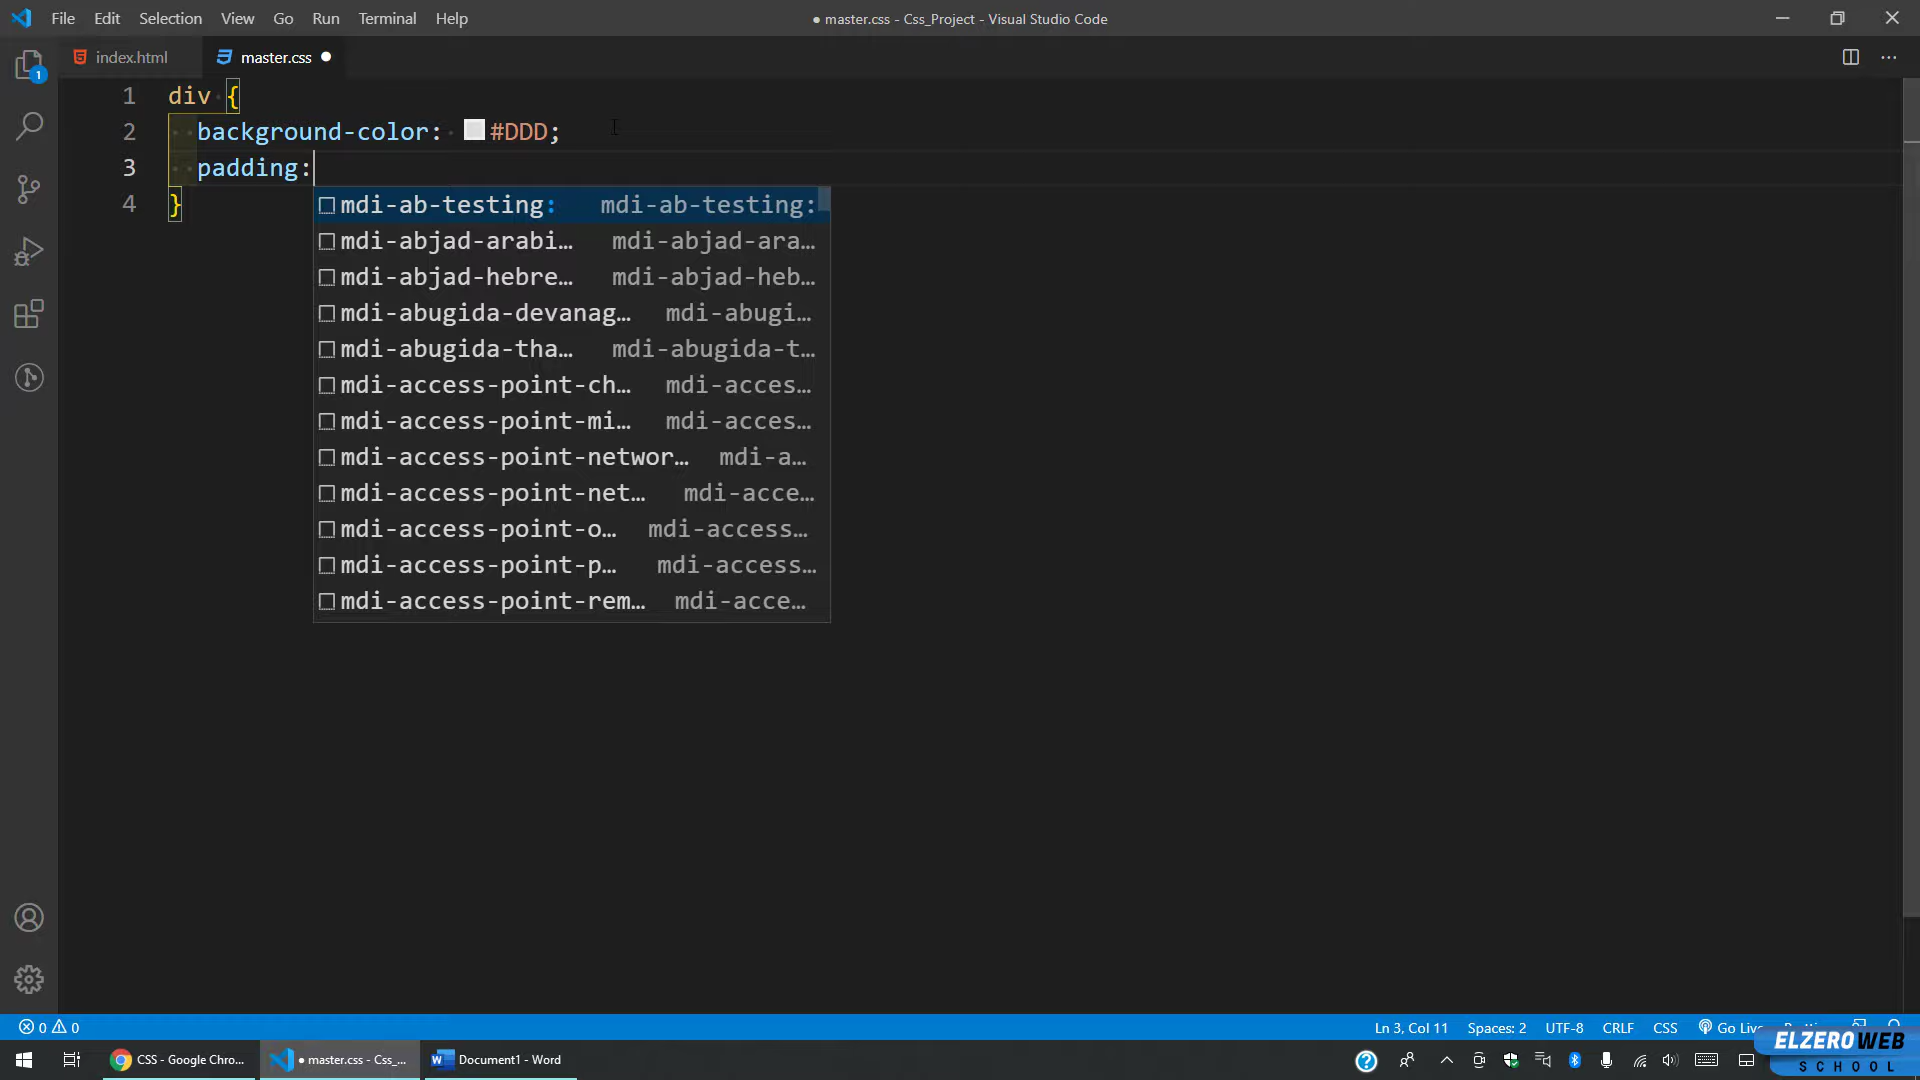 File Edit Selection View Go Run Terminal Help
● master.css - Css_Project - Visual Studio Code
1
index.html
master.css ●
1 div {
2 background-color: #DDD;
3 padding:
4 }
mdi-ab-testing: mdi-ab-testing:
mdi-abjad-arabi… mdi-abjad-ara…
mdi-abjad-hebre… mdi-abjad-heb…
mdi-abugida-devanag… mdi-abugi…
mdi-abugida-tha… mdi-abugida-t…
mdi-access-point-ch… mdi-acces…
mdi-access-point-mi… mdi-acces…
mdi-access-point-networ… mdi-a…
mdi-access-point-net… mdi-acce…
mdi-access-point-o… mdi-access…
mdi-access-point-p… mdi-access…
mdi-access-point-rem… mdi-acce…
0 0
Ln 3, Col 11 Spaces: 2 UTF-8 CRLF CSS Go Live
ELZEROWEB
SCHOOL
CSS - Google Chro...
● master.css - Css_...
Document1 - Word